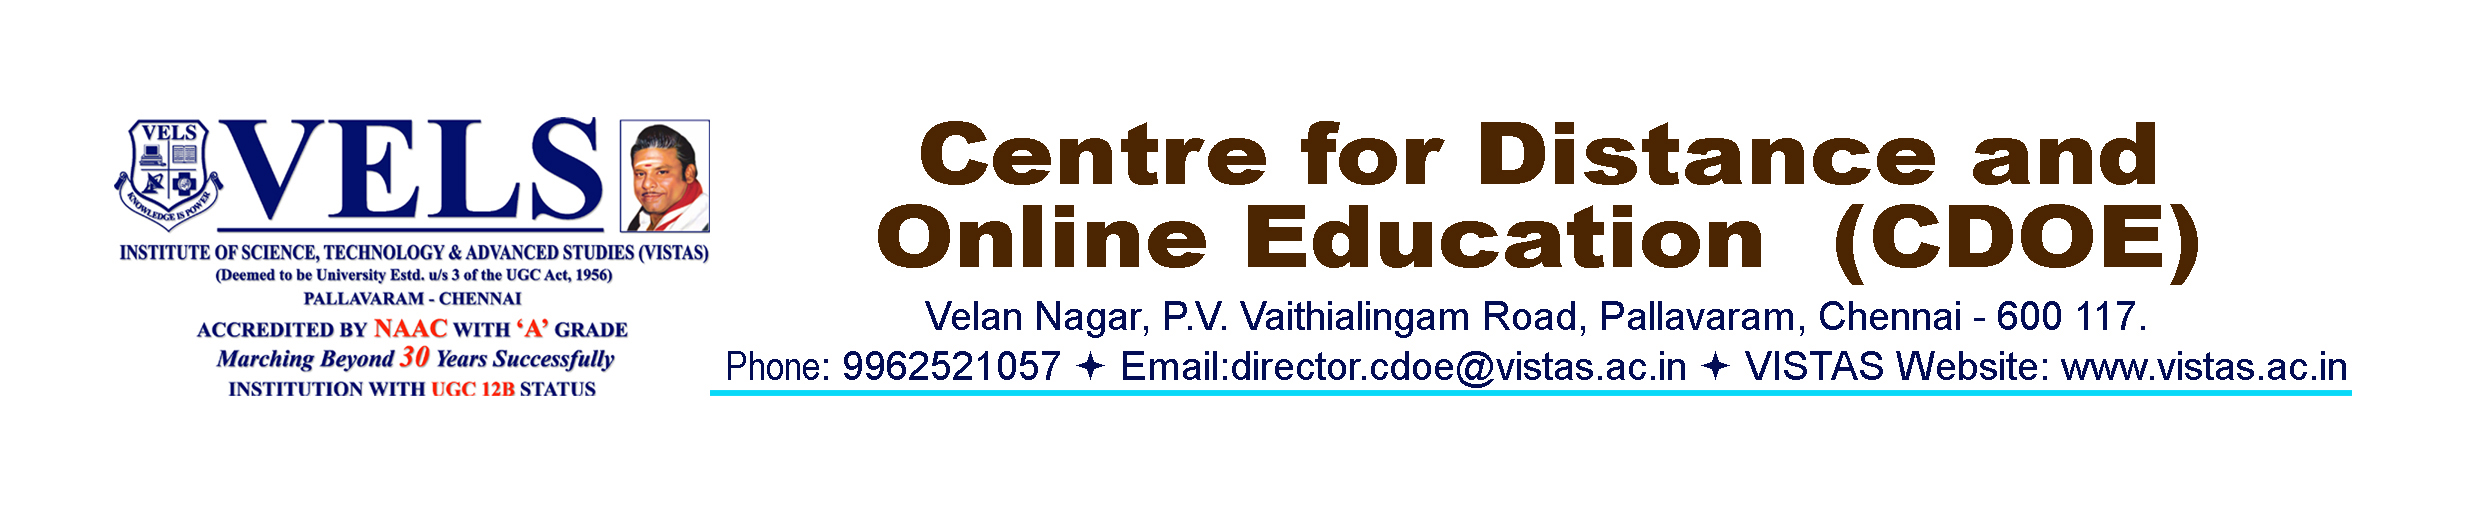 VELS
KNOWLEDGE IS POWER
VELS
INSTITUTE OF SCIENCE, TECHNOLOGY & ADVANCED STUDIES (VISTAS)
(Deemed to be University Estd. u/s 3 of the UGC Act, 1956)
PALLAVARAM - CHENNAI
ACCREDITED BY NAAC WITH ‘A’ GRADE
Marching Beyond 30 Years Successfully
INSTITUTION WITH UGC 12B STATUS
Centre for Distance and
Online Education (CDOE)
Velan Nagar, P.V. Vaithialingam Road, Pallavaram, Chennai - 600 117.
Phone: 9962521057 ✦ Email:director.cdoe@vistas.ac.in ✦ VISTAS Website: www.vistas.ac.in